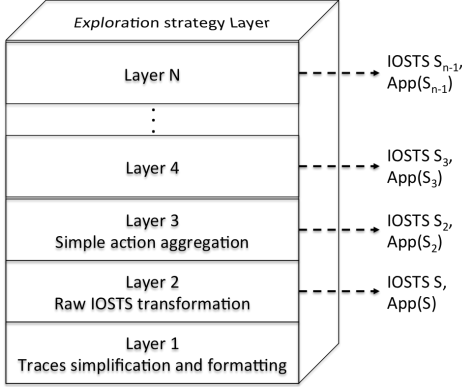 Exploration strategy Layer
Layer N
IOSTS Sn-1,
App(Sn-1)
⋮
Layer 4
IOSTS S3,
App(S3)
Layer 3
Simple action aggregation
IOSTS S2,
App(S2)
Layer 2
Raw IOSTS transformation
IOSTS S,
App(S)
Layer 1
Traces simplification and formatting